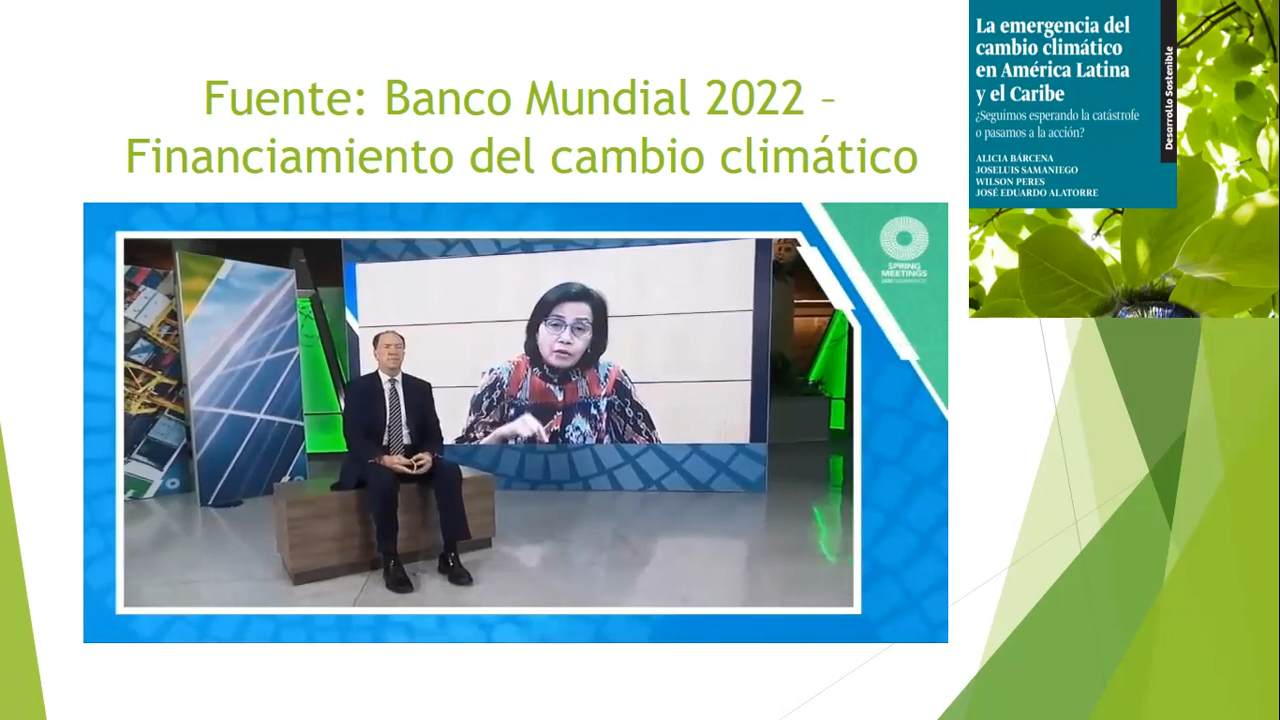 Fuente: Banco Mundial 2022 –
Financiamiento del cambio climático
La emergencia del
cambio climático
en América Latina
y el Caribe
¿Seguimos esperando la catástrofe
o pasamos a la acción?
ALICIA BÁRCENA
JOSELUIS SAMANIEGO
WILSON PERES
JOSÉ EDUARDO ALATORRE
Desarrollo Sostenible
SPRING
MEETINGS